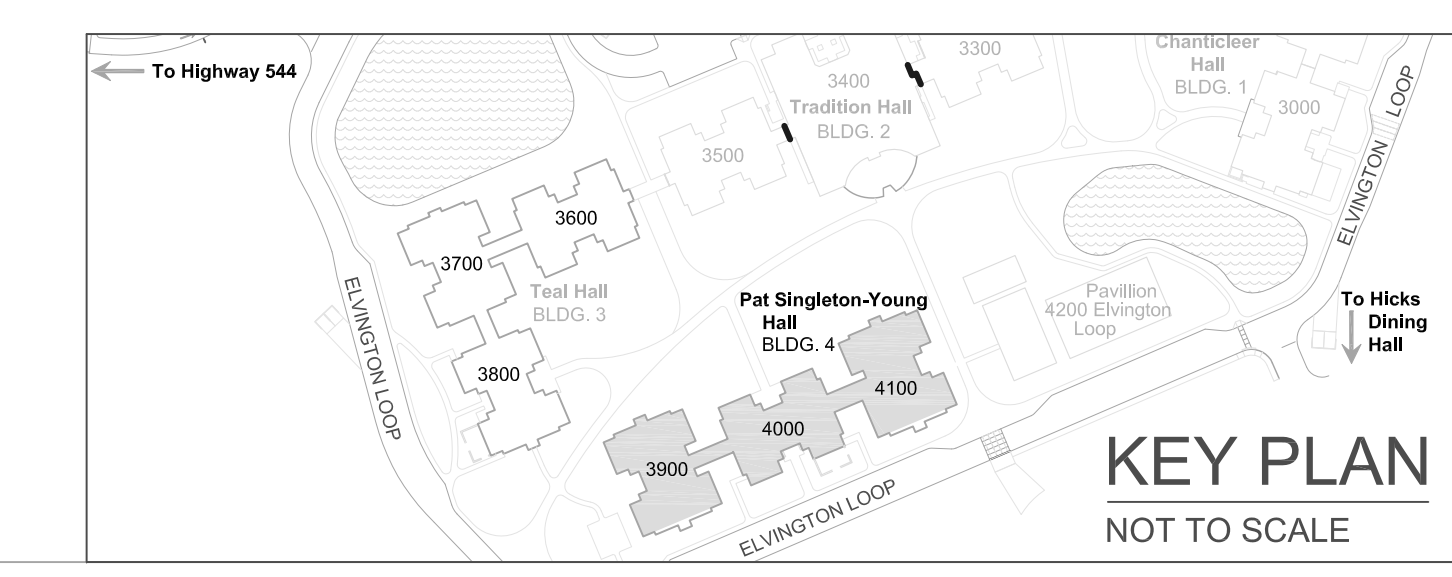 To Highway 544
3300
Chanticleer
Hall
BLDG. 1
3000
ELVINGTON LOOP
3400
Tradition Hall
BLDG. 2
3500
3600
3700
Teal Hall
BLDG. 3
3800
ELVINGTON LOOP
Pat Singleton-Young
Hall
BLDG. 4
4100
4000
3900
ELVINGTON LOOP
Pavillion
4200 Elvington
Loop
To Hicks
Dining
Hall
KEY PLAN
NOT TO SCALE